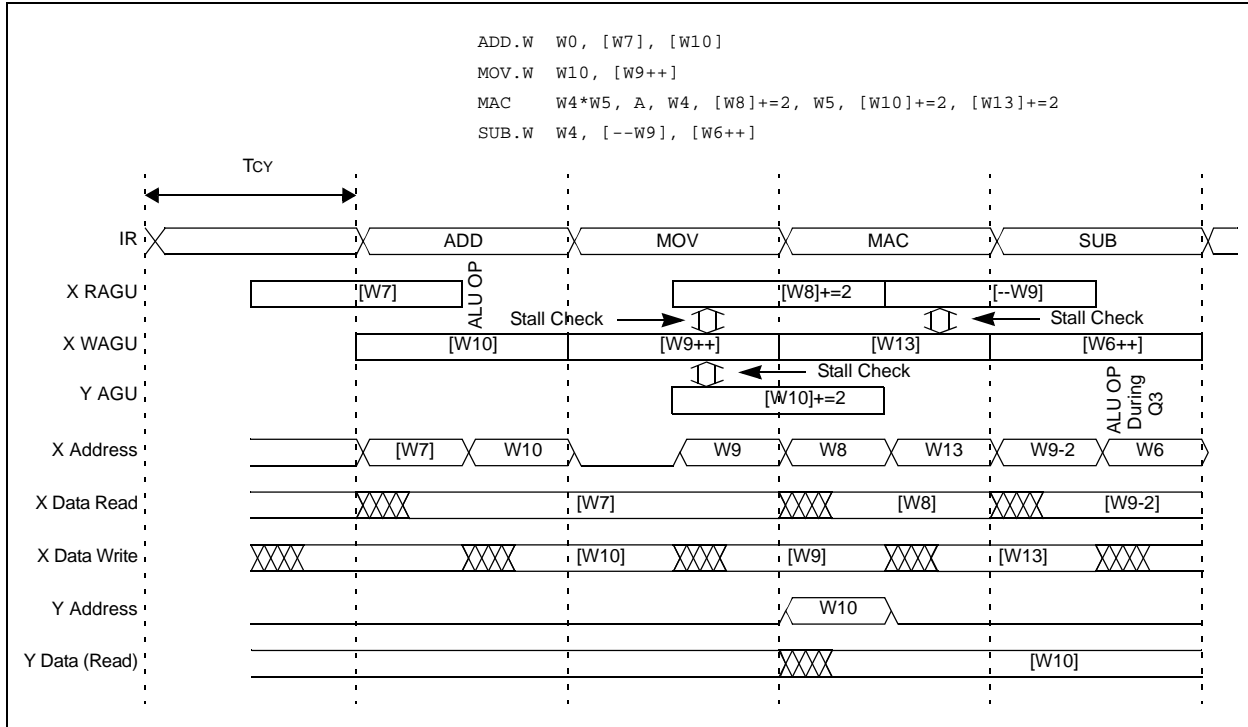 ADD.W W0, [W7], [W10]
MOV.W W10, [W9++]
MAC W4*W5, A, W4, [W8]+=2, W5, [W10]+=2, [W13]+=2
SUB.W W4, [--W9], [W6++]
TCY
IR ADD MOV MAC SUB
X RAGU [W7] ALU OP [W8]+=2 [--W9]
Stall Check Stall Check
X WAGU [W10] [W9++] [W13] [W6++]
Stall Check
Y AGU [W10]+=2 ALU OP During Q3
X Address [W7] W10 W9 W8 W13 W9-2 W6
X Data Read [W7] [W8] [W9-2]
X Data Write [W10] [W9] [W13]
Y Address W10
Y Data (Read) [W10]